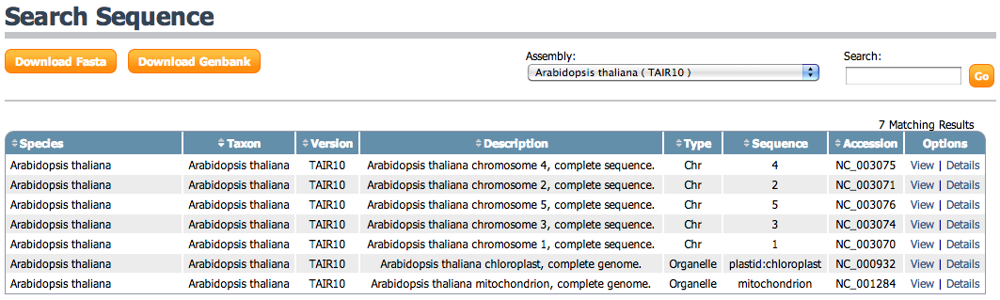 Search Sequence
Download Fasta Download Genbank Assembly: Search:
Arabidopsis thaliana ( TAIR10 ) Go
7 Matching Results
Species Taxon Version Description Type Sequence Accession Options
Arabidopsis thaliana Arabidopsis thaliana TAIR10 Arabidopsis thaliana chromosome 4, complete sequence. Chr 4 NC_003075 View | Details
Arabidopsis thaliana Arabidopsis thaliana TAIR10 Arabidopsis thaliana chromosome 2, complete sequence. Chr 2 NC_003071 View | Details
Arabidopsis thaliana Arabidopsis thaliana TAIR10 Arabidopsis thaliana chromosome 5, complete sequence. Chr 5 NC_003076 View | Details
Arabidopsis thaliana Arabidopsis thaliana TAIR10 Arabidopsis thaliana chromosome 3, complete sequence. Chr 3 NC_003074 View | Details
Arabidopsis thaliana Arabidopsis thaliana TAIR10 Arabidopsis thaliana chromosome 1, complete sequence. Chr 1 NC_003070 View | Details
Arabidopsis thaliana Arabidopsis thaliana TAIR10 Arabidopsis thaliana chloroplast, complete genome. Organelle plastid:chloroplast NC_000932 View | Details
Arabidopsis thaliana Arabidopsis thaliana TAIR10 Arabidopsis thaliana mitochondrion, complete genome. Organelle mitochondrion NC_001284 View | Details